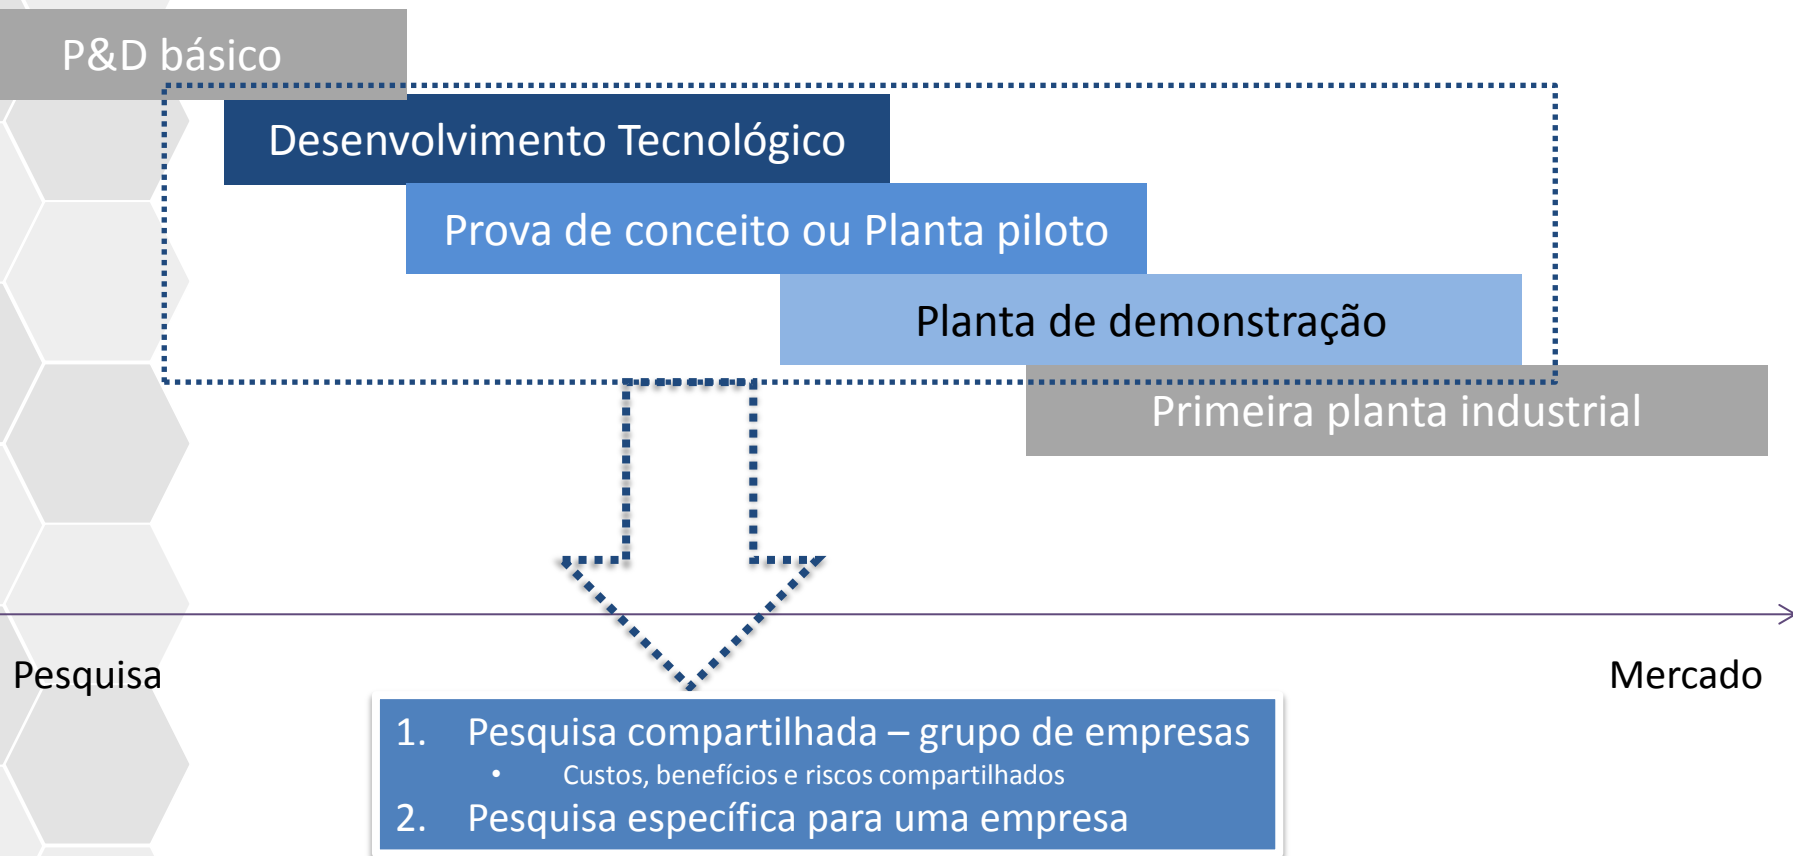 P&D básico
Desenvolvimento Tecnológico
Prova de conceito ou Planta piloto
Planta de demonstração
Primeira planta industrial
Pesquisa
Mercado
1. Pesquisa compartilhada – grupo de empresas
• Custos, benefícios e riscos compartilhados
2. Pesquisa específica para uma empresa